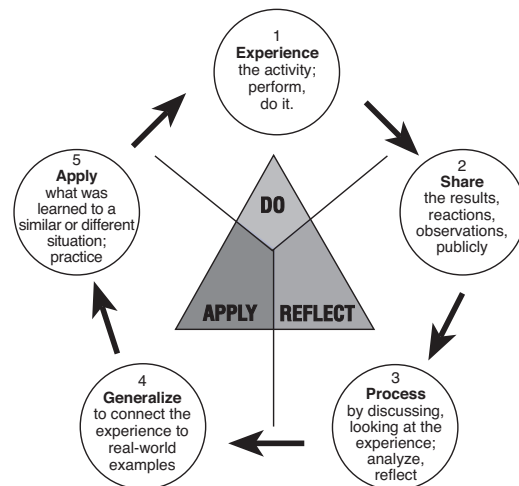 1
Experience
the activity;
perform,
do it.
2
Share
the results,
reactions,
observations,
publicly
3
Process
by discussing,
looking at the
experience;
analyze,
reflect
4
Generalize
to connect the
experience to
real-world
examples
5
Apply
what was
learned to a
similar or different
situation;
practice
DO
APPLY
REFLECT